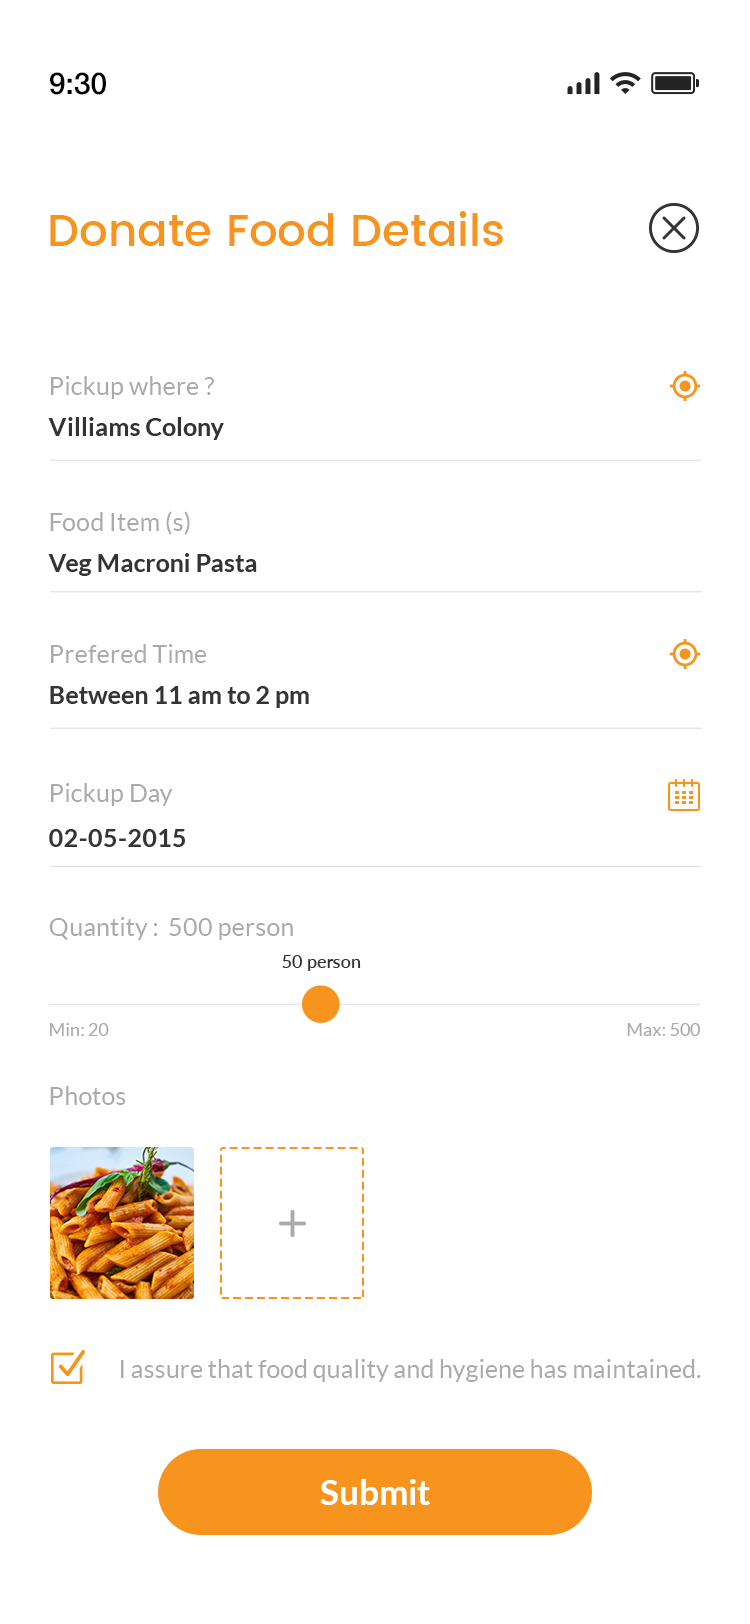 9:30
Donate Food Details
Pickup where ?
Villiams Colony
Food Item (s)
Veg Macroni Pasta
Prefered Time
Between 11 am to 2 pm
Pickup Day
02-05-2015
Quantity : 500 person
50 person
Min: 20 Max: 500
Photos
I assure that food quality and hygiene has maintained.
Submit